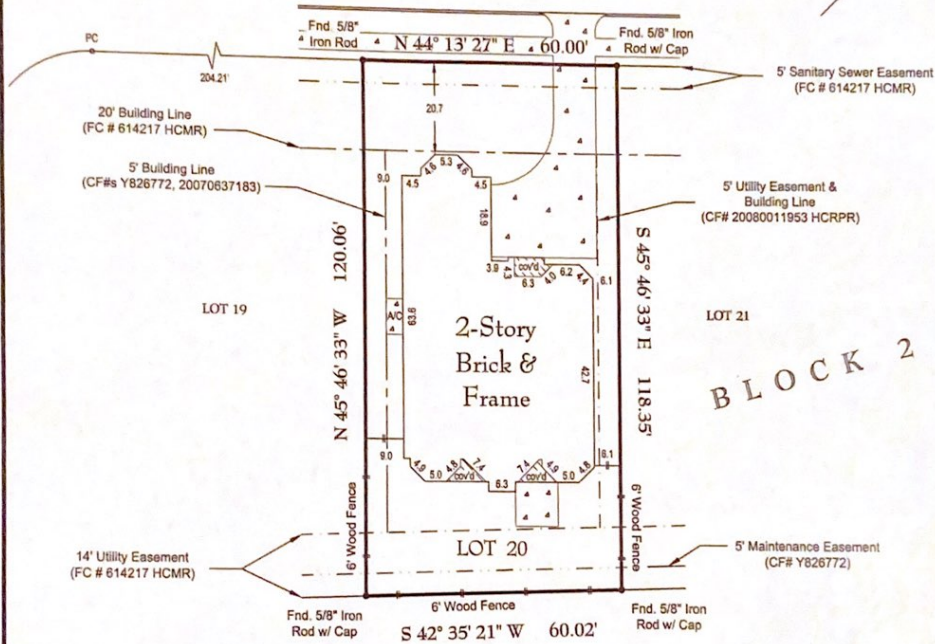 Fnd. 5/8"
Iron Rod
N 44° 13' 27" E 60.00'
Fnd. 5/8" Iron
Rod w/ Cap
PC
204.21'
5' Sanitary Sewer Easement
(FC # 614217 HCMR)
20' Building Line
(FC # 614217 HCMR)
20.7
5' Building Line
(CF#s Y826772, 20070637183)
9.0
4.5
4.6
5.3
4.6
4.5
18.9
5' Utility Easement &
Building Line
(CF# 20080011953 HCRPR)
N 45° 46' 33" W 120.06'
S 45° 46' 33" E 118.35'
3.9
4.3
cov'd
6.3
4.0
6.2
4.4
6.1
LOT 19
A/C
63.6
2-Story
Brick &
Frame
42.7
LOT 21
BLOCK 2
9.0
4.9
5.0
4.8
cov'd
7.4
6.3
7.4
cov'd
4.9
5.0
4.8
6.1
6' Wood Fence
6' Wood Fence
14' Utility Easement
(FC # 614217 HCMR)
LOT 20
5' Maintenance Easement
(CF# Y826772)
Fnd. 5/8" Iron
Rod w/ Cap
6' Wood Fence
S 42° 35' 21" W 60.02'
Fnd. 5/8" Iron
Rod w/ Cap